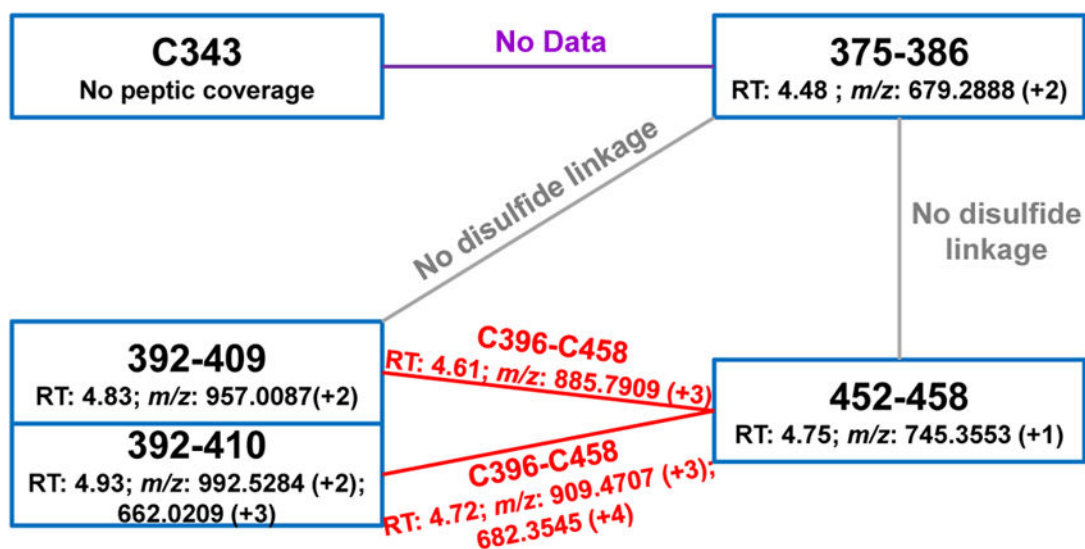 C343
No peptic coverage
No Data
375-386
RT: 4.48 ; m/z: 679.2888 (+2)
No disulfide linkage
No disulfide
linkage
392-409
RT: 4.83; m/z: 957.0087(+2)
392-410
RT: 4.93; m/z: 992.5284 (+2);
662.0209 (+3)
C396-C458
RT: 4.61; m/z: 885.7909 (+3)
C396-C458
RT: 4.72; m/z: 909.4707 (+3);
682.3545 (+4)
452-458
RT: 4.75; m/z: 745.3553 (+1)